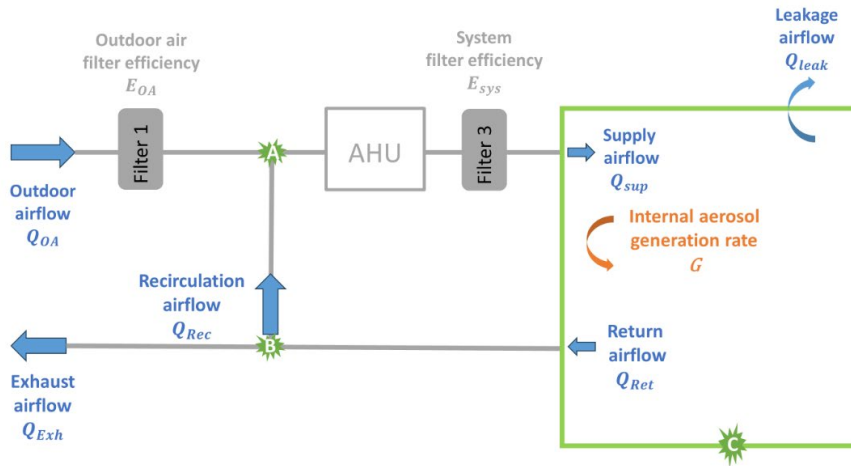 Outdoor air
filter efficiency
E_OA
System
filter efficiency
E_sys
Leakage
airflow
Q_leak
Filter 1
A
AHU
Filter 3
Supply
airflow
Q_sup
Outdoor
airflow
Q_OA
Internal aerosol
generation rate
G
Recirculation
airflow
Q_Rec
B
Return
airflow
Q_Ret
Exhaust
airflow
Q_Exh
C